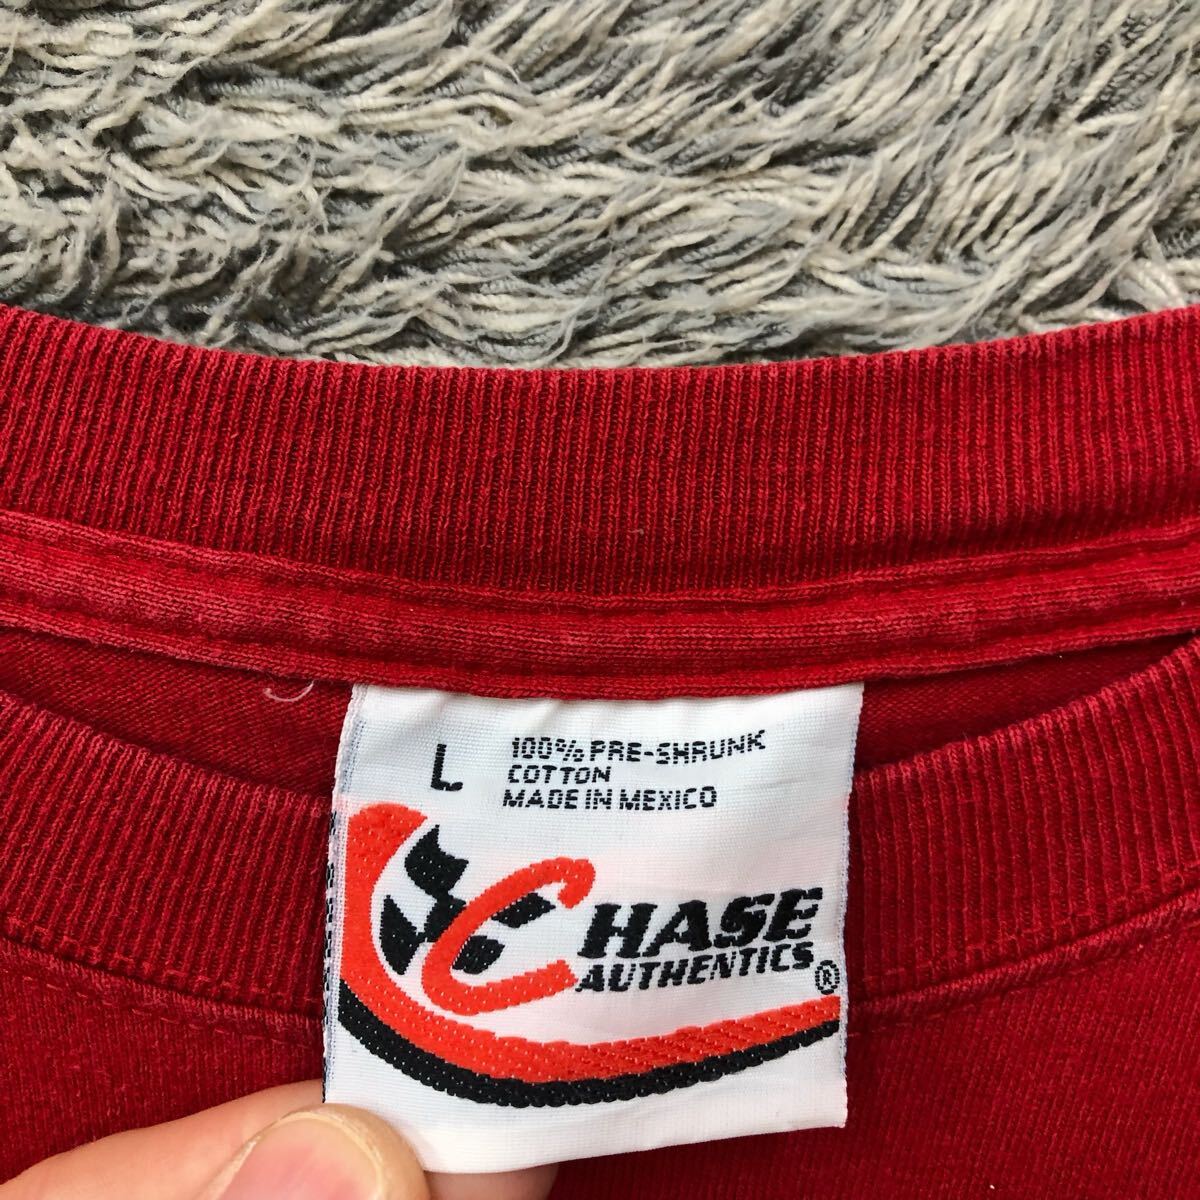 L
100% PRE-SHRUNK
COTTON
MADE IN MEXICO
CHASE
AUTHENTICS®